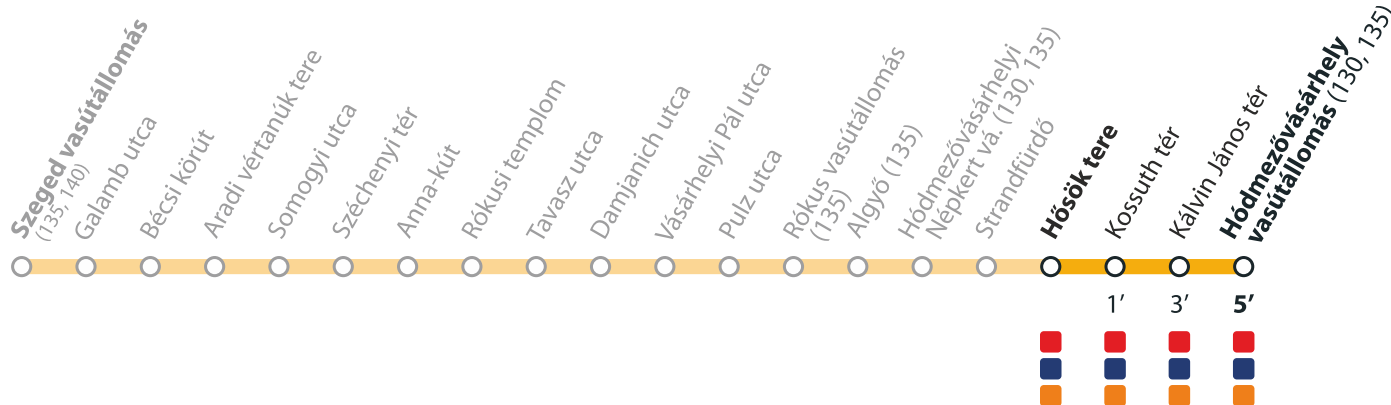 Szeged vasútállomás
(135, 140)
Galamb utca
Bécsi körút
Aradi vértanúk tere
Somogyi utca
Széchenyi tér
Anna-kút
Rókusi templom
Tavasz utca
Damjanich utca
Vásárhelyi Pál utca
Pulz utca
Rókus vasútállomás
(135)
Algyő (135)
Hódmezővásárhelyi
Népkert vá. (130, 135)
Strandfürdő
Hősök tere
Kossuth tér
Kálvin János tér
Hódmezővásárhely
vasútállomás (130, 135)
1’
3’
5’